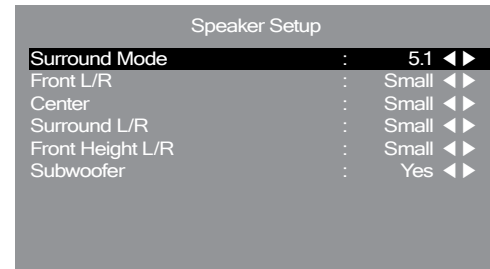 Speaker Setup
Surround Mode : 5.1 ◀ ▶
Front L/R : Small ◀ ▶
Center : Small ◀ ▶
Surround L/R : Small ◀ ▶
Front Height L/R : Small ◀ ▶
Subwoofer : Yes ◀ ▶